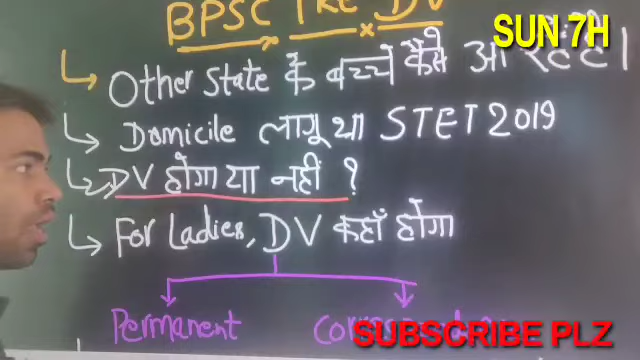 BPSC TRE DV
SUN 7H
Other State के बच्चे कैसे आ रहे हैं।
Domicile लागू था STET 2019
DV होगा या नहीं ?
For Ladies, DV कहाँ होगा
Permanent
SUBSCRIBE PLZ